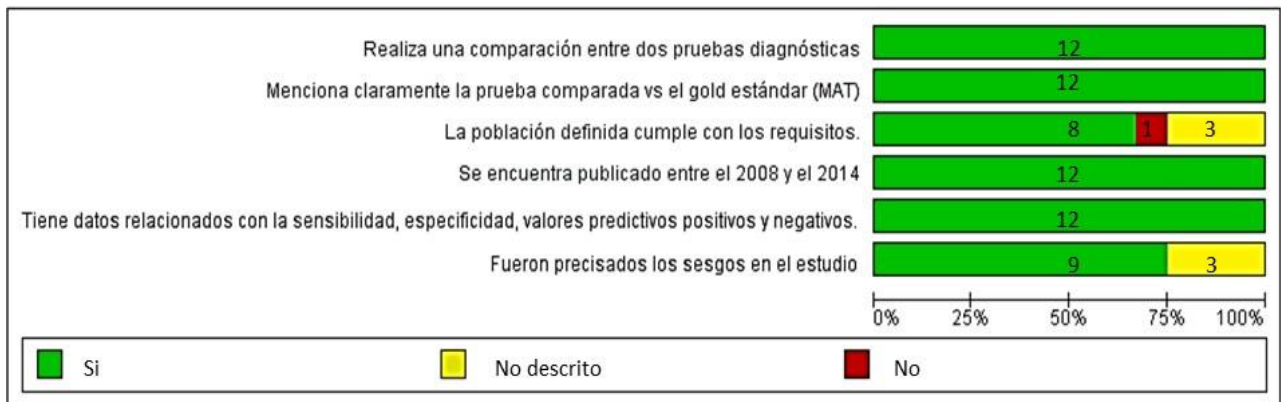 Realiza una comparación entre dos pruebas diagnósticas 12
Menciona claramente la prueba comparada vs el gold estándar (MAT) 12
La población definida cumple con los requisitos. 8 1 3
Se encuentra publicado entre el 2008 y el 2014 12
Tiene datos relacionados con la sensibilidad, especificidad, valores predictivos positivos y negativos. 12
Fueron precisados los sesgos en el estudio 9 3
0% 25% 50% 75% 100%
Si No descrito No